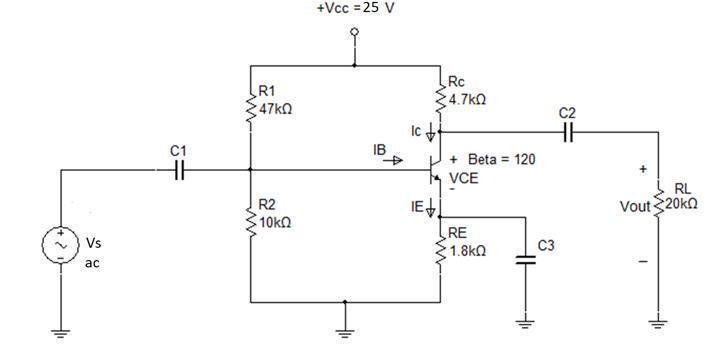 +Vcc =25 V
R1
47kΩ
Rc
4.7kΩ
C2
Ic
C1
IB
+ Beta = 120
VCE
-
+
RL
20kΩ
Vout
R2
10kΩ
IE
RE
1.8kΩ
C3
+
-
Vs
ac
-